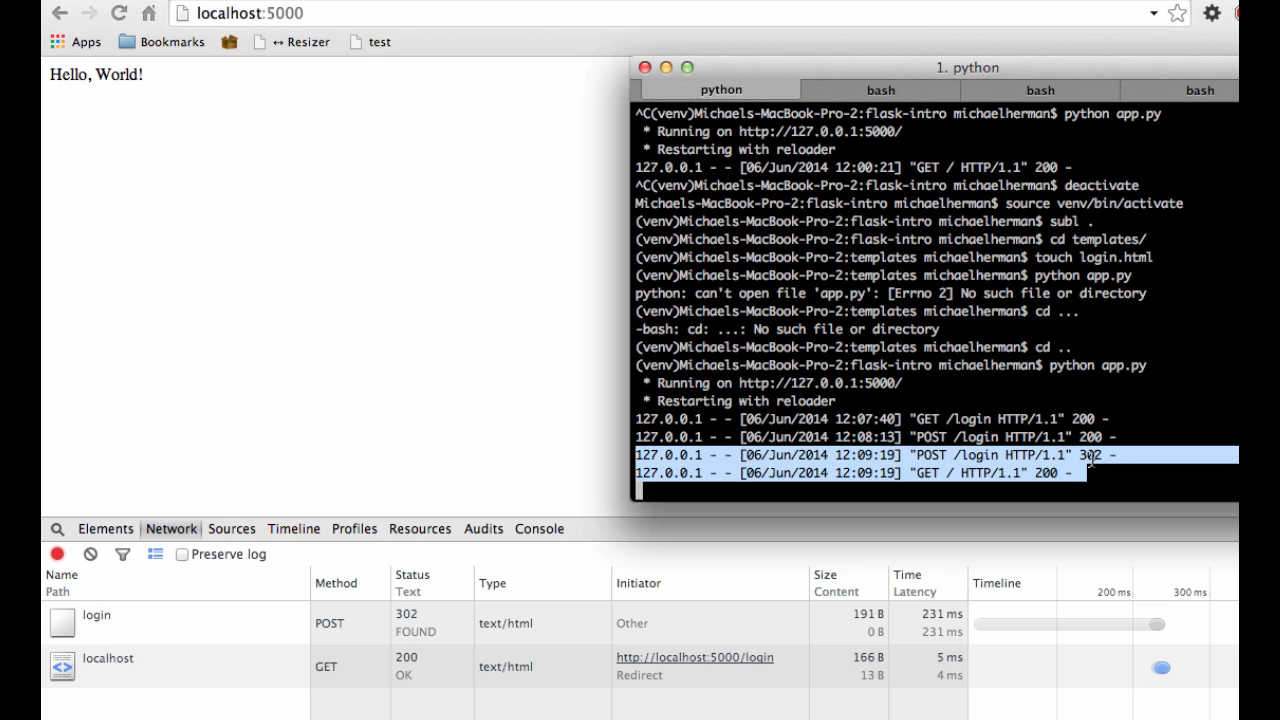 localhost:5000
Apps Bookmarks ↔ Resizer test
Hello, World!
1. python
python bash bash bash
^C(venv)Michaels-MacBook-Pro-2:flask-intro michaelherman$ python app.py
* Running on http://127.0.0.1:5000/
* Restarting with reloader
127.0.0.1 - - [06/Jun/2014 12:00:21] "GET / HTTP/1.1" 200 -
^C(venv)Michaels-MacBook-Pro-2:flask-intro michaelherman$ deactivate
Michaels-MacBook-Pro-2:flask-intro michaelherman$ source venv/bin/activate
(venv)Michaels-MacBook-Pro-2:flask-intro michaelherman$ subl .
(venv)Michaels-MacBook-Pro-2:flask-intro michaelherman$ cd templates/
(venv)Michaels-MacBook-Pro-2:templates michaelherman$ touch login.html
(venv)Michaels-MacBook-Pro-2:templates michaelherman$ python app.py
python: can't open file 'app.py': [Errno 2] No such file or directory
(venv)Michaels-MacBook-Pro-2:templates michaelherman$ cd ...
-bash: cd: ...: No such file or directory
(venv)Michaels-MacBook-Pro-2:templates michaelherman$ cd ..
(venv)Michaels-MacBook-Pro-2:flask-intro michaelherman$ python app.py
* Running on http://127.0.0.1:5000/
* Restarting with reloader
127.0.0.1 - - [06/Jun/2014 12:07:40] "GET /login HTTP/1.1" 200 -
127.0.0.1 - - [06/Jun/2014 12:08:13] "POST /login HTTP/1.1" 200 -
127.0.0.1 - - [06/Jun/2014 12:09:19] "POST /login HTTP/1.1" 302 -
127.0.0.1 - - [06/Jun/2014 12:09:19] "GET / HTTP/1.1" 200 -
Elements Network Sources Timeline Profiles Resources Audits Console
Preserve log
Name Method Status Type Initiator Size Time Timeline
Path Text Content Latency 200 ms 300 ms
login POST 302 text/html Other 191 B 231 ms
FOUND 0 B 231 ms
localhost GET 200 text/html http://localhost:5000/login 166 B 5 ms
OK Redirect 13 B 4 ms